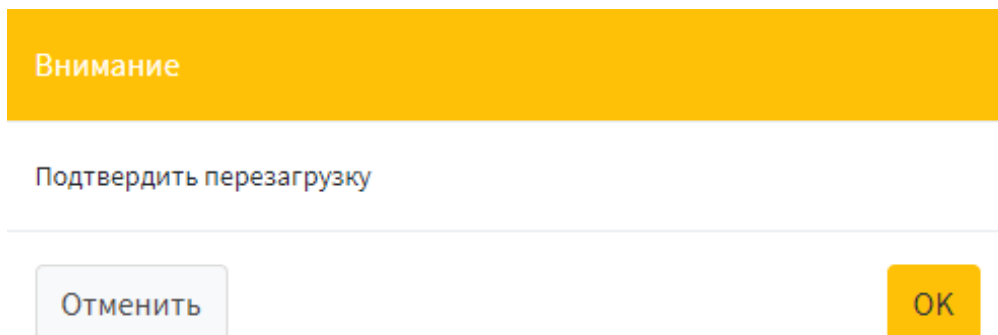 Внимание
Подтвердить перезагрузку
Отменить
OK